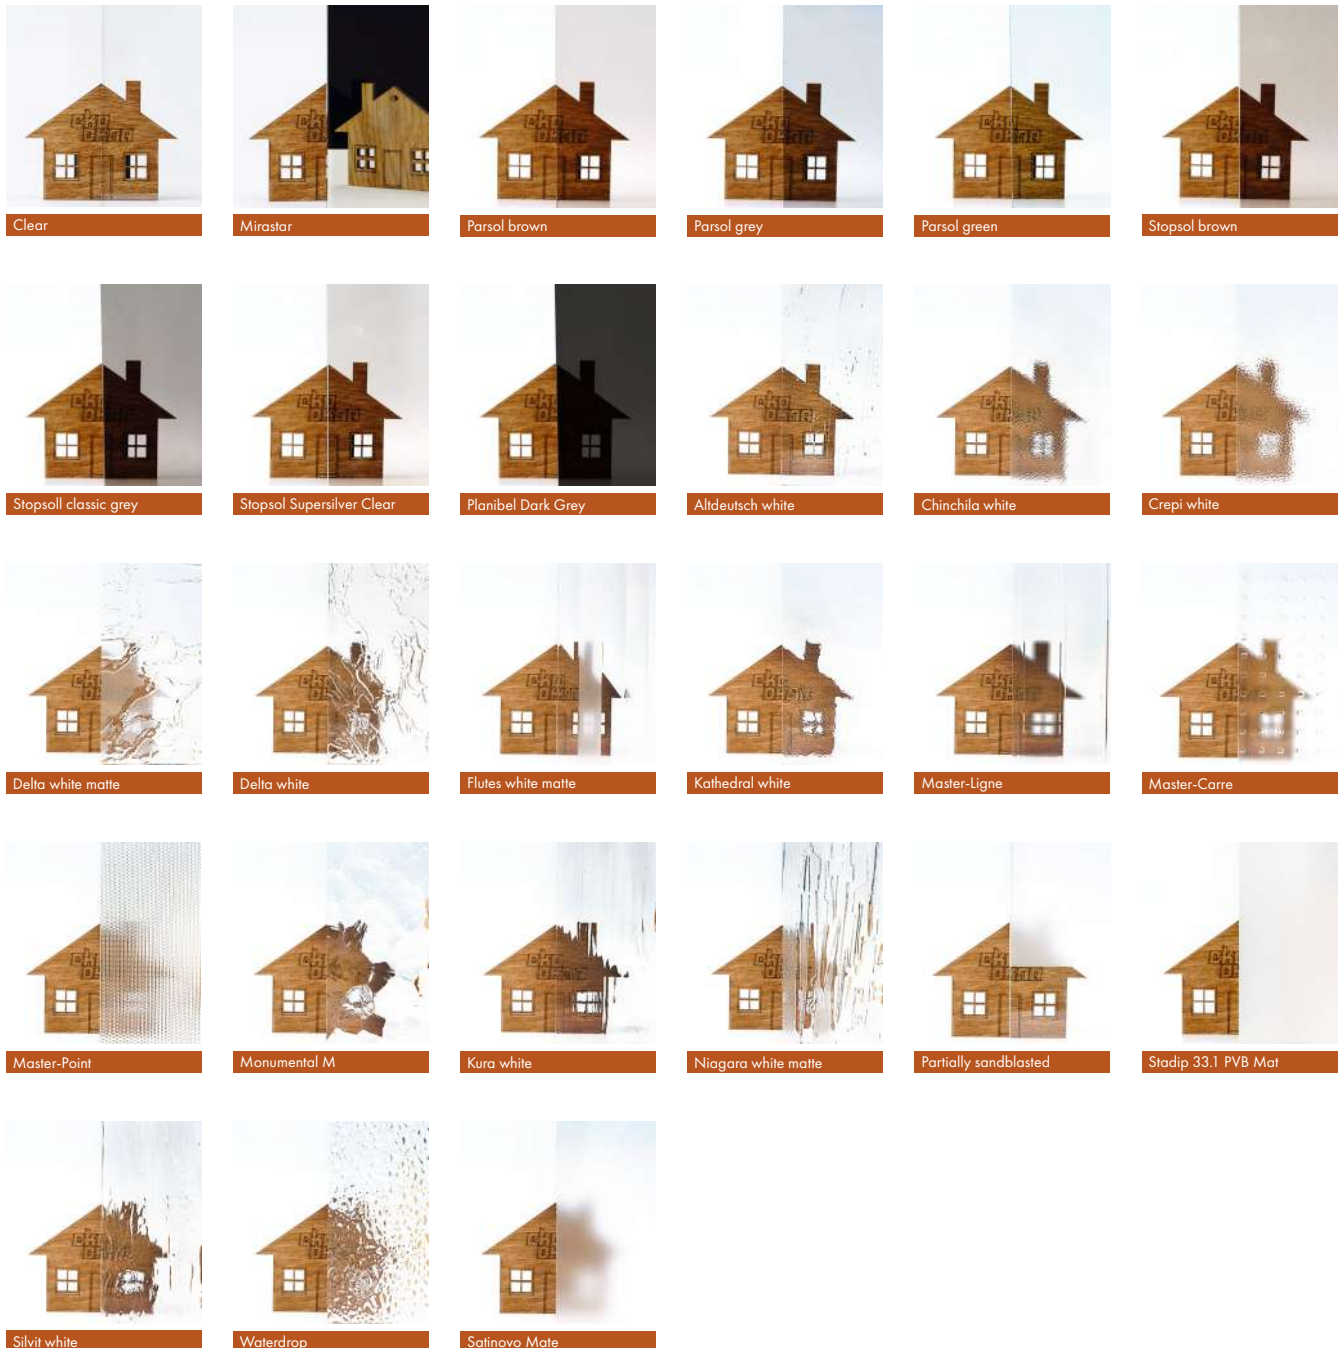 Clear
Mirastar
Parsol brown
Parsol grey
Parsol green
Stopsol brown
Stopsoll classic grey
Stopsol Supersilver Clear
Planibel Dark Grey
Altdeutsch white
Chinchila white
Crepi white
Delta white matte
Delta white
Flutes white matte
Kathedral white
Master-Ligne
Master-Carre
Master-Point
Monumental M
Kura white
Niagara white matte
Partially sandblasted
Stadip 33.1 PVB Mat
Silvit white
Waterdrop
Satinovo Mate